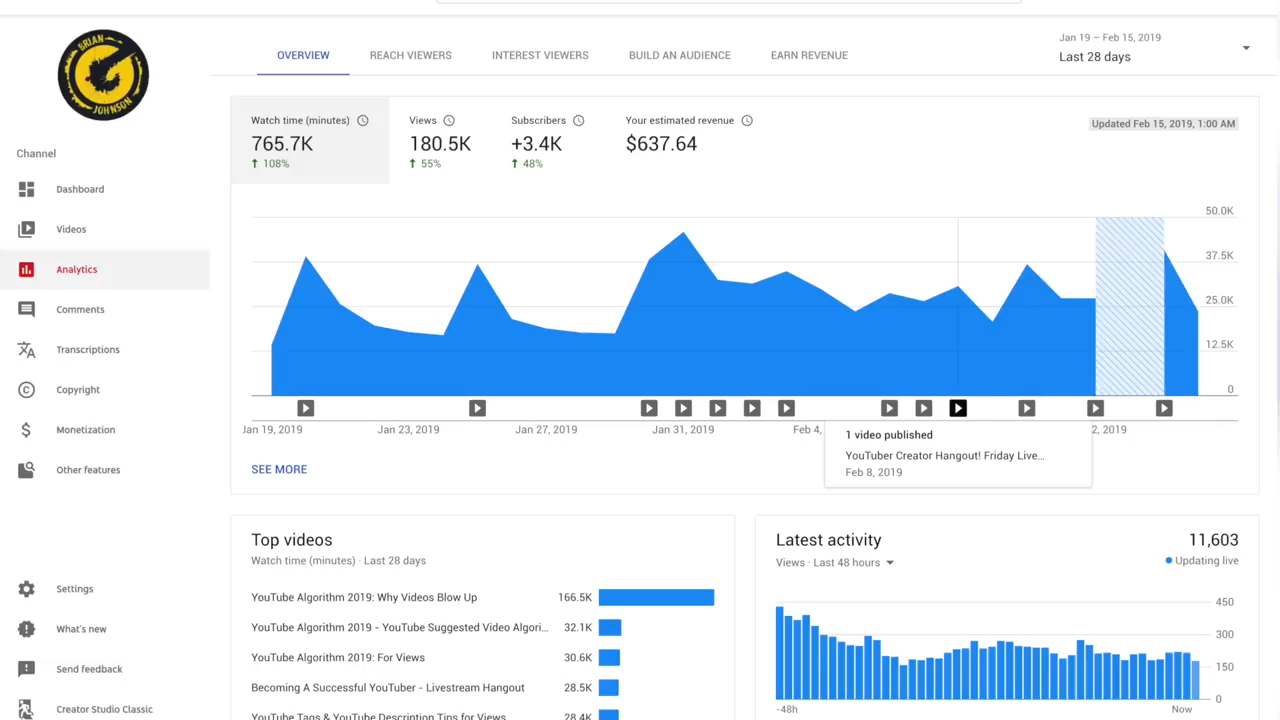 BRIAN
JOHNSON
OVERVIEW
REACH VIEWERS
INTEREST VIEWERS
BUILD AN AUDIENCE
EARN REVENUE
Jan 19 – Feb 15, 2019
Last 28 days
Channel
Dashboard
Videos
Analytics
Comments
Transcriptions
Copyright
Monetization
Other features
Settings
What's new
Send feedback
Creator Studio Classic
Watch time (minutes)
765.7K
108%
Views
180.5K
55%
Subscribers
+3.4K
48%
Your estimated revenue
$637.64
Updated Feb 15, 2019, 1:00 AM
50.0K
37.5K
25.0K
12.5K
0
Jan 19, 2019
Jan 23, 2019
Jan 27, 2019
Jan 31, 2019
Feb 4,
2, 2019
1 video published
YouTuber Creator Hangout! Friday Live...
Feb 8, 2019
SEE MORE
Top videos
Watch time (minutes) · Last 28 days
YouTube Algorithm 2019: Why Videos Blow Up 166.5K
YouTube Algorithm 2019 - YouTube Suggested Video Algori... 32.1K
YouTube Algorithm 2019: For Views 30.6K
Becoming A Successful YouTuber - Livestream Hangout 28.5K
YouTube Tags & YouTube Description Tips for Views 28.4K
Latest activity
11,603
Views · Last 48 hours
Updating live
450
300
150
0
-48h
Now